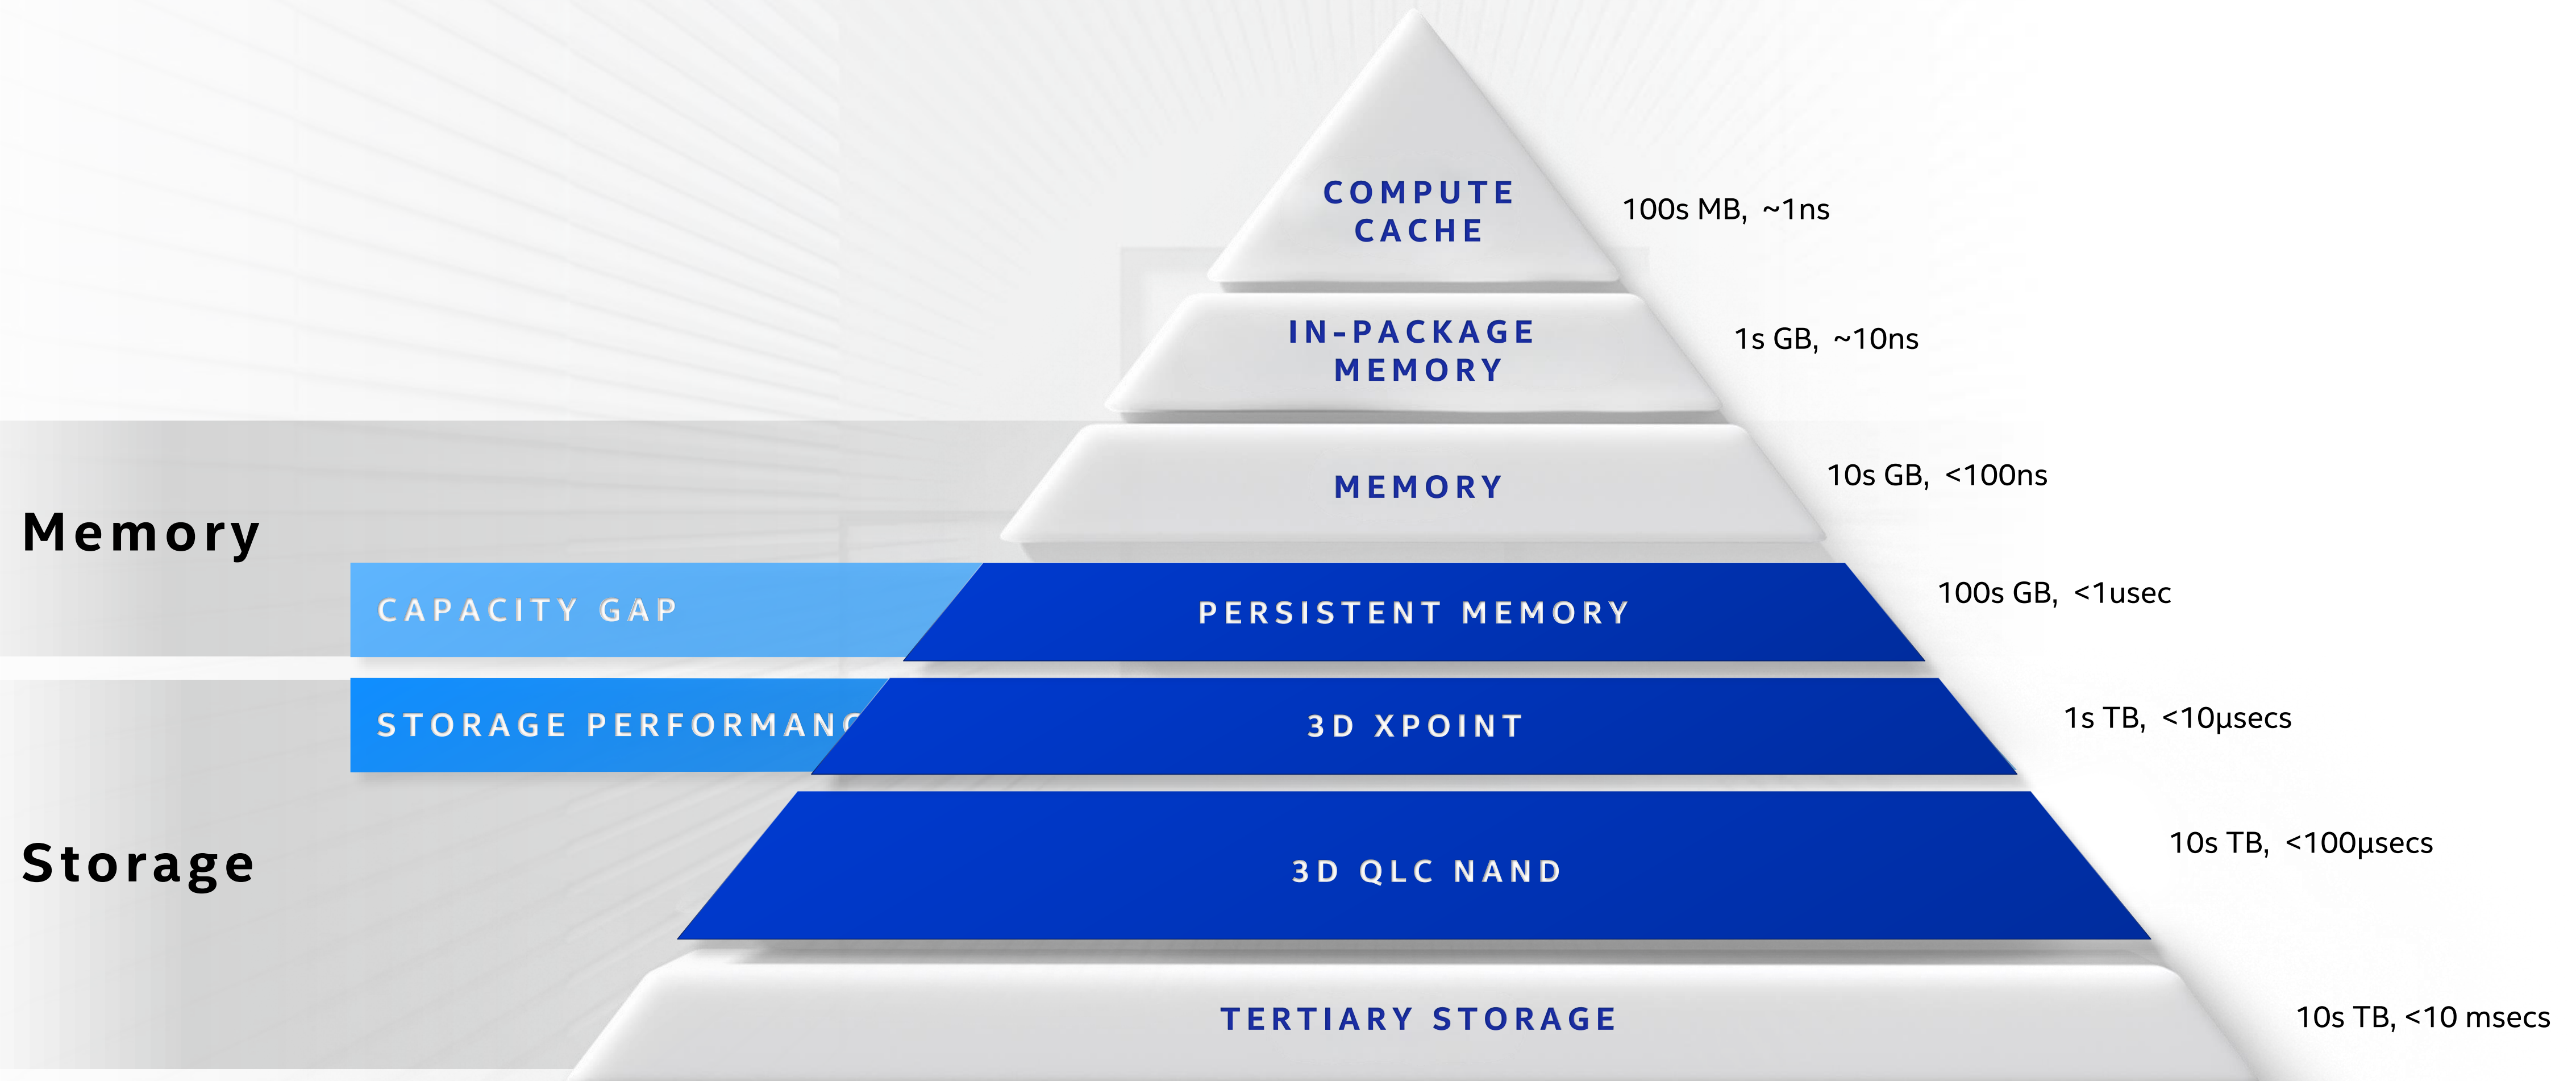 COMPUTE
CACHE
100s MB, ~1ns
IN-PACKAGE
MEMORY
1s GB, ~10ns
Memory
MEMORY
10s GB, <100ns
CAPACITY GAP
PERSISTENT MEMORY
100s GB, <1usec
STORAGE
3D XPOINT
1s TB, <10µsecs
Storage
3D QLC NAND
10s TB, <100µsecs
TERTIARY STORAGE
10s TB, <10 msecs